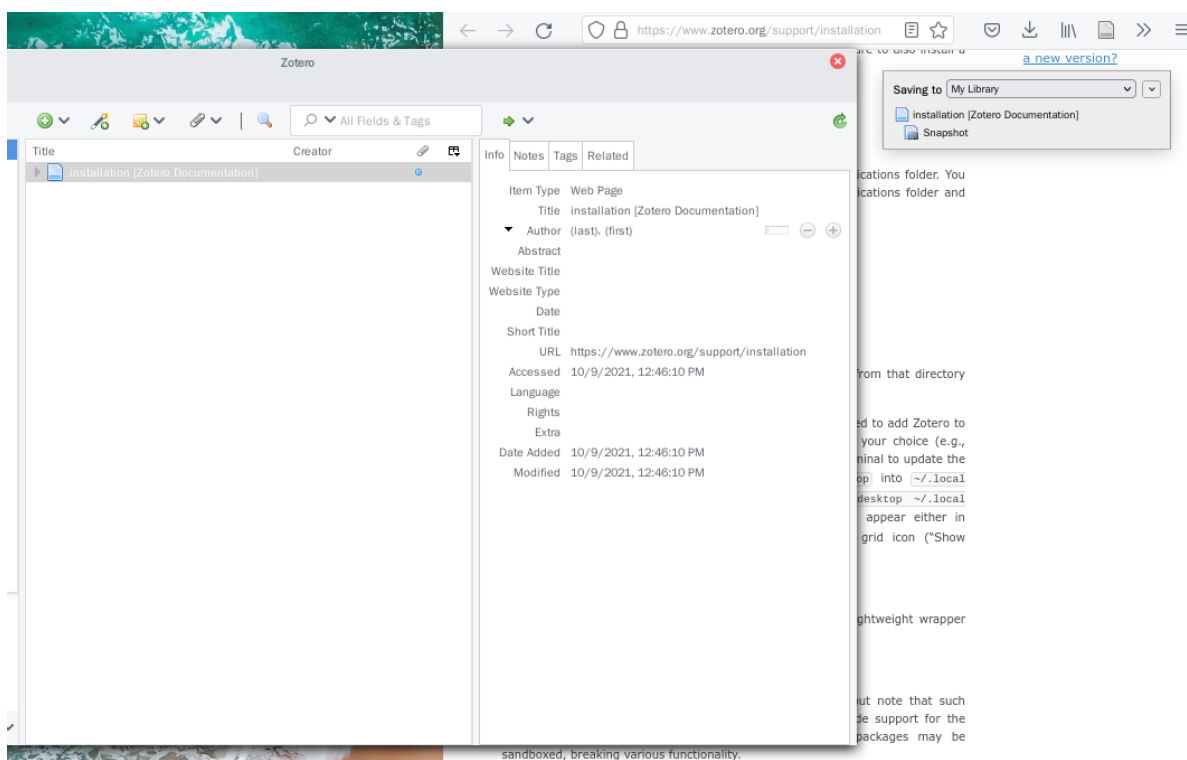 https://www.zotero.org/support/installation
Zotero
All Fields & Tags
Title Creator
installation [Zotero Documentation]
Info Notes Tags Related
Item Type Web Page
Title installation [Zotero Documentation]
Author (last), (first)
Abstract
Website Title
Website Type
Date
Short Title
URL https://www.zotero.org/support/installation
Accessed 10/9/2021, 12:46:10 PM
Language
Rights
Extra
Date Added 10/9/2021, 12:46:10 PM
Modified 10/9/2021, 12:46:10 PM
to also install a
a new version?
Saving to My Library
installation [Zotero Documentation]
Snapshot
ications folder. You
ications folder and
from that directory
ed to add Zotero to
your choice (e.g.,
minal to update the
op into ~/.local
desktop ~/.local
appear either in
grid icon ("Show
ghtweight wrapper
ut note that such
de support for the
packages may be
sandboxed, breaking various functionality.